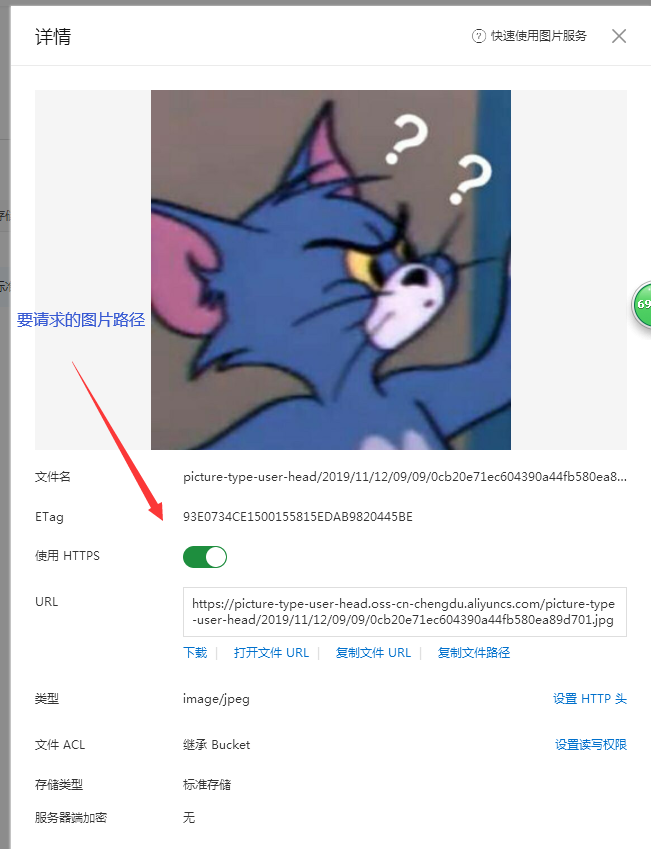 详情
快速使用图片服务
? ?
要请求的图片路径
69
文件名
picture-type-user-head/2019/11/12/09/09/0cb20e71ec604390a44fb580ea8...
ETag
93E0734CE1500155815EDAB9820445BE
使用 HTTPS
URL
https://picture-type-user-head.oss-cn-chengdu.aliyuncs.com/picture-type
-user-head/2019/11/12/09/09/0cb20e71ec604390a44fb580ea89d701.jpg
下载 打开文件 URL 复制文件 URL 复制文件路径
类型
image/jpeg
设置 HTTP 头
文件 ACL
继承 Bucket
设置读写权限
存储类型
标准存储
服务器端加密
无